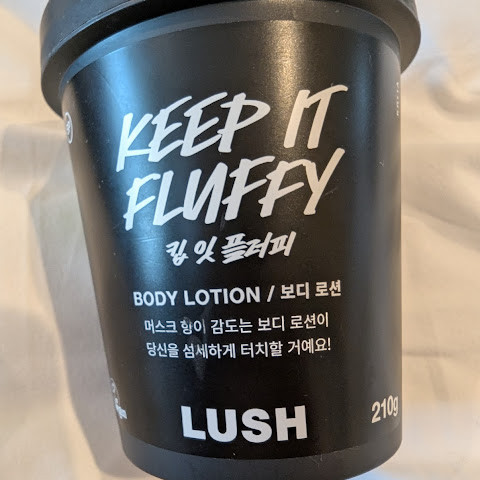 KEEP IT
FLUFFY
킵 잇 플러피
BODY LOTION / 보디 로션
머스크 향이 감도는 보디 로션이
당신을 섬세하게 터치할 거예요!
LUSH
210g